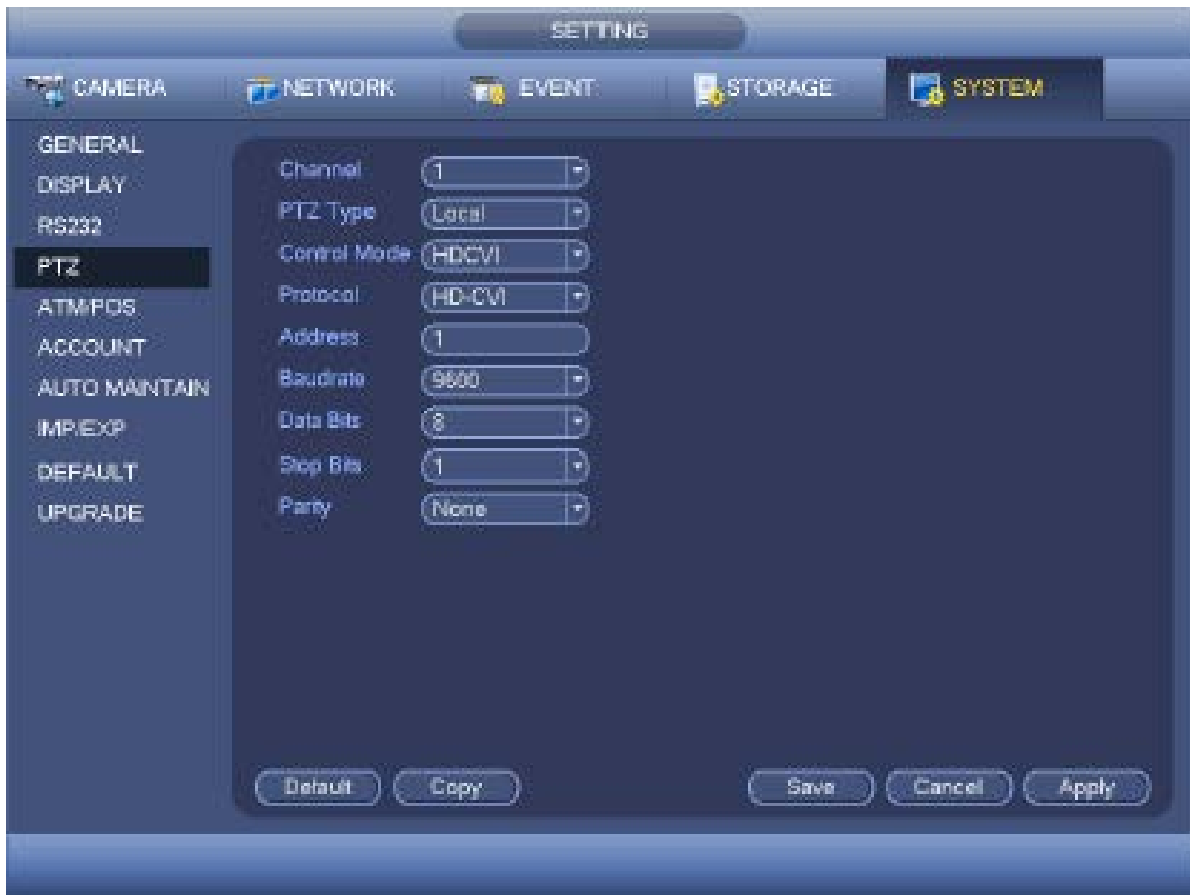 SETTING
CAMERA NETWORK EVENT STORAGE SYSTEM
GENERAL
DISPLAY
RS232
PTZ
ATM/POS
ACCOUNT
AUTO MAINTAIN
IMP/EXP
DEFAULT
UPGRADE
Channel 1
PTZ Type Local
Control Mode HDCVI
Protocol HD-CVI
Address 1
Baudrate 9600
Data Bits 8
Stop Bits 1
Parity None
Default Copy Save Cancel Apply